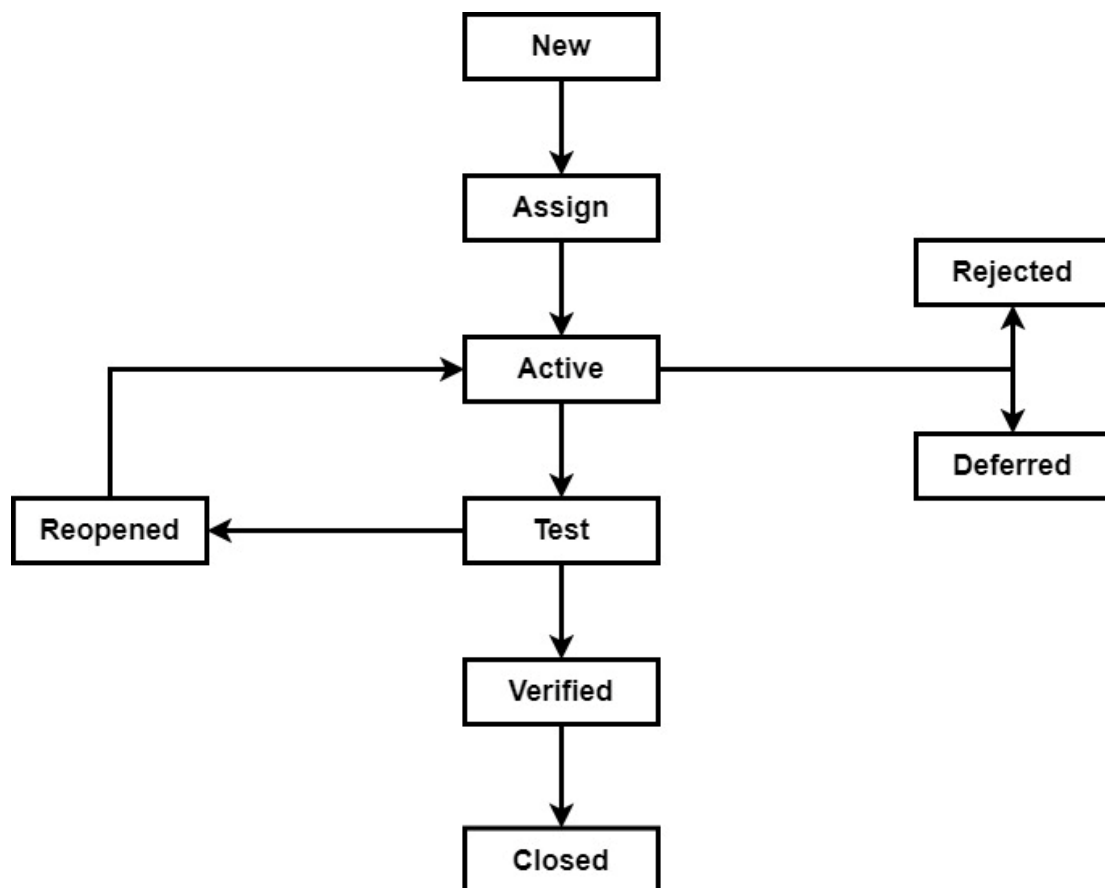 New
Assign
Rejected
Active
Deferred
Reopened
Test
Verified
Closed